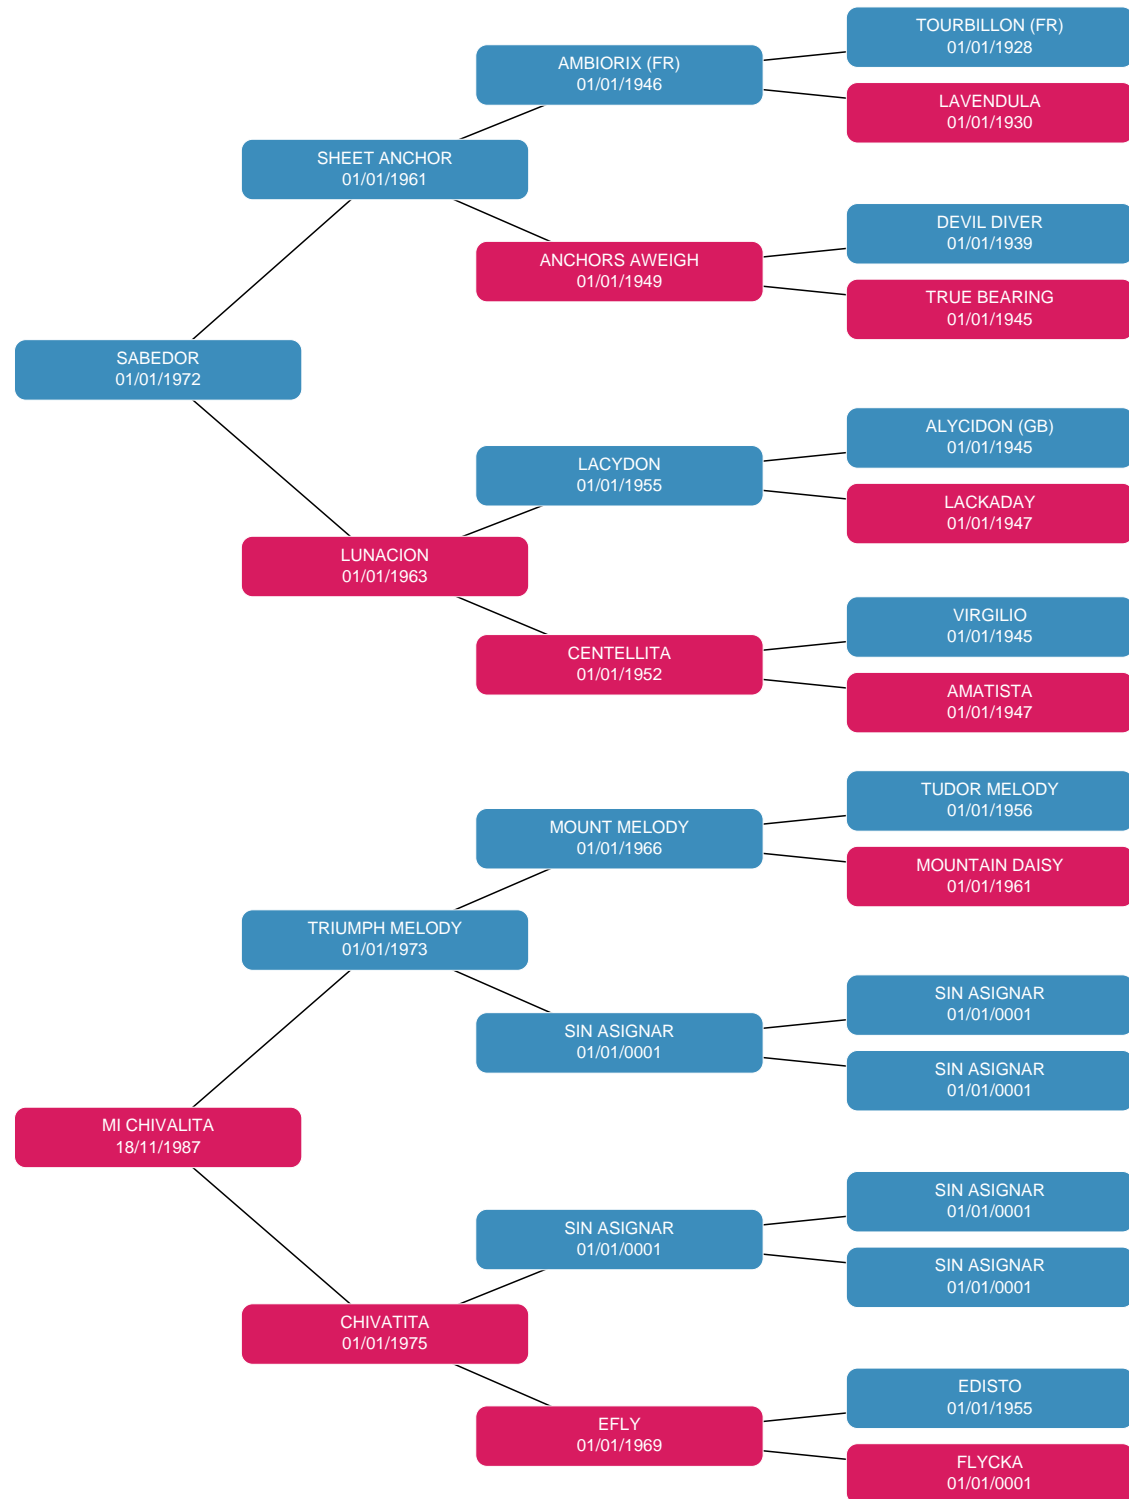 TOURBILLON (FR)
01/01/1928
AMBIORIX (FR)
01/01/1946
LAVENDULA
01/01/1930
SHEET ANCHOR
01/01/1961
DEVIL DIVER
01/01/1939
ANCHORS AWEIGH
01/01/1949
TRUE BEARING
01/01/1945
SABEDOR
01/01/1972
ALYCIDON (GB)
01/01/1945
LACYDON
01/01/1955
LACKADAY
01/01/1947
LUNACION
01/01/1963
VIRGILIO
01/01/1945
CENTELLITA
01/01/1952
AMATISTA
01/01/1947
TUDOR MELODY
01/01/1956
MOUNT MELODY
01/01/1966
MOUNTAIN DAISY
01/01/1961
TRIUMPH MELODY
01/01/1973
SIN ASIGNAR
01/01/0001
SIN ASIGNAR
01/01/0001
SIN ASIGNAR
01/01/0001
MI CHIVALITA
18/11/1987
SIN ASIGNAR
01/01/0001
SIN ASIGNAR
01/01/0001
SIN ASIGNAR
01/01/0001
CHIVATITA
01/01/1975
EDISTO
01/01/1955
EFLY
01/01/1969
FLYCKA
01/01/0001